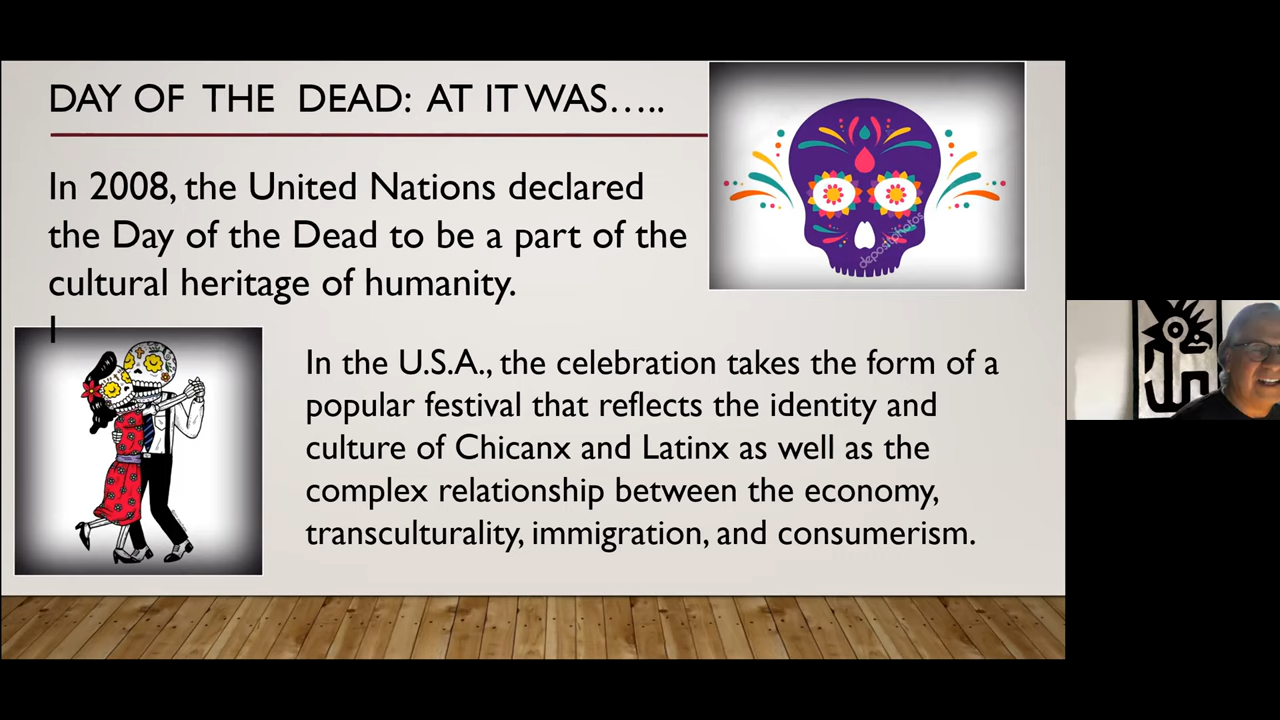 DAY OF THE DEAD: AT IT WAS…..
In 2008, the United Nations declared
the Day of the Dead to be a part of the
cultural heritage of humanity.
I
depositphotos
In the U.S.A., the celebration takes the form of a
popular festival that reflects the identity and
culture of Chicanx and Latinx as well as the
complex relationship between the economy,
transculturality, immigration, and consumerism.